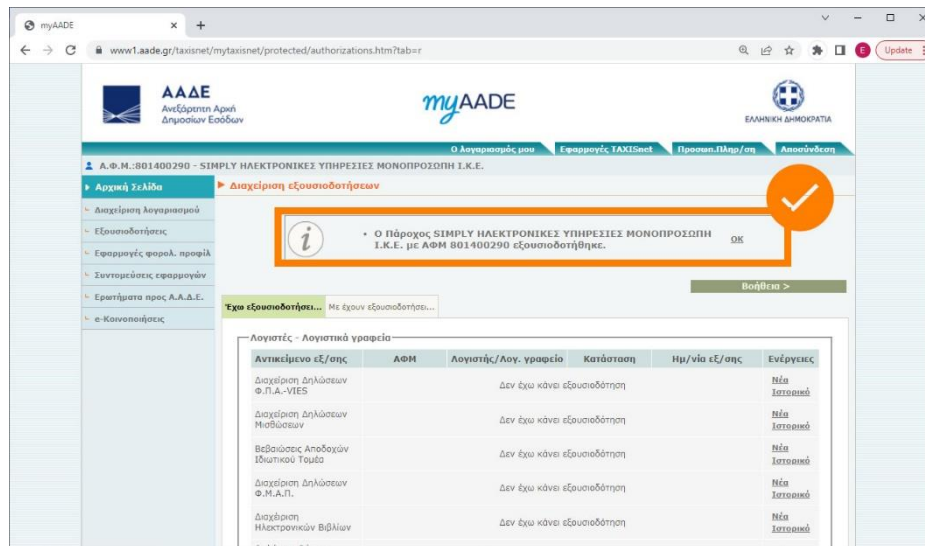 myAADE
www1.aade.gr/taxisnet/mytaxisnet/protected/authorizations.htm?tab=r
E
Update
ΑΑΔΕ
Ανεξάρτητη Αρχή
Δημοσίων Εσόδων
myAADE
ΕΛΛΗΝΙΚΗ ΔΗΜΟΚΡΑΤΙΑ
Ο λογαριασμός μου Εφαρμογές TAXISnet Προσωπ.Πληρ/ση Αποσύνδεση
Α.Φ.Μ.:801400290 - SIMPLY ΗΛΕΚΤΡΟΝΙΚΕΣ ΥΠΗΡΕΣΙΕΣ ΜΟΝΟΠΡΟΣΩΠΗ Ι.Κ.Ε.
Αρχική Σελίδα
Διαχείριση λογαριασμού
Εξουσιοδοτήσεις
Εφαρμογές φορολ. προφίλ
Συντομεύσεις εφαρμογών
Ερωτήματα προς Α.Α.Δ.Ε.
e-Κοινοποιήσεις
Διαχείριση εξουσιοδοτήσεων
• Ο Πάροχος SIMPLY ΗΛΕΚΤΡΟΝΙΚΕΣ ΥΠΗΡΕΣΙΕΣ ΜΟΝΟΠΡΟΣΩΠΗ
Ι.Κ.Ε. με ΑΦΜ 801400290 εξουσιοδοτήθηκε.
OK
Βοήθεια >
Έχω εξουσιοδοτήσει... Με έχουν εξουσιοδοτήσει...
Λογιστές - Λογιστικά γραφεία
Αντικείμενο εξ/σης ΑΦΜ Λογιστής/Λογ. γραφείο Κατάσταση Ημ/νία εξ/σης Ενέργειες
Διαχείριση Δηλώσεων
Φ.Π.Α.-VIES
Δεν έχω κάνει εξουσιοδότηση
Νέα
Ιστορικό
Διαχείριση Δηλώσεων
Μισθώσεων
Δεν έχω κάνει εξουσιοδότηση
Νέα
Ιστορικό
Βεβαιώσεις Αποδοχών
Ιδιωτικού Τομέα
Δεν έχω κάνει εξουσιοδότηση
Νέα
Ιστορικό
Διαχείριση Δηλώσεων
Φ.Μ.Α.Π.
Δεν έχω κάνει εξουσιοδότηση
Νέα
Ιστορικό
Διαχείριση
Ηλεκτρονικών Βιβλίων
Δεν έχω κάνει εξουσιοδότηση
Νέα
Ιστορικό